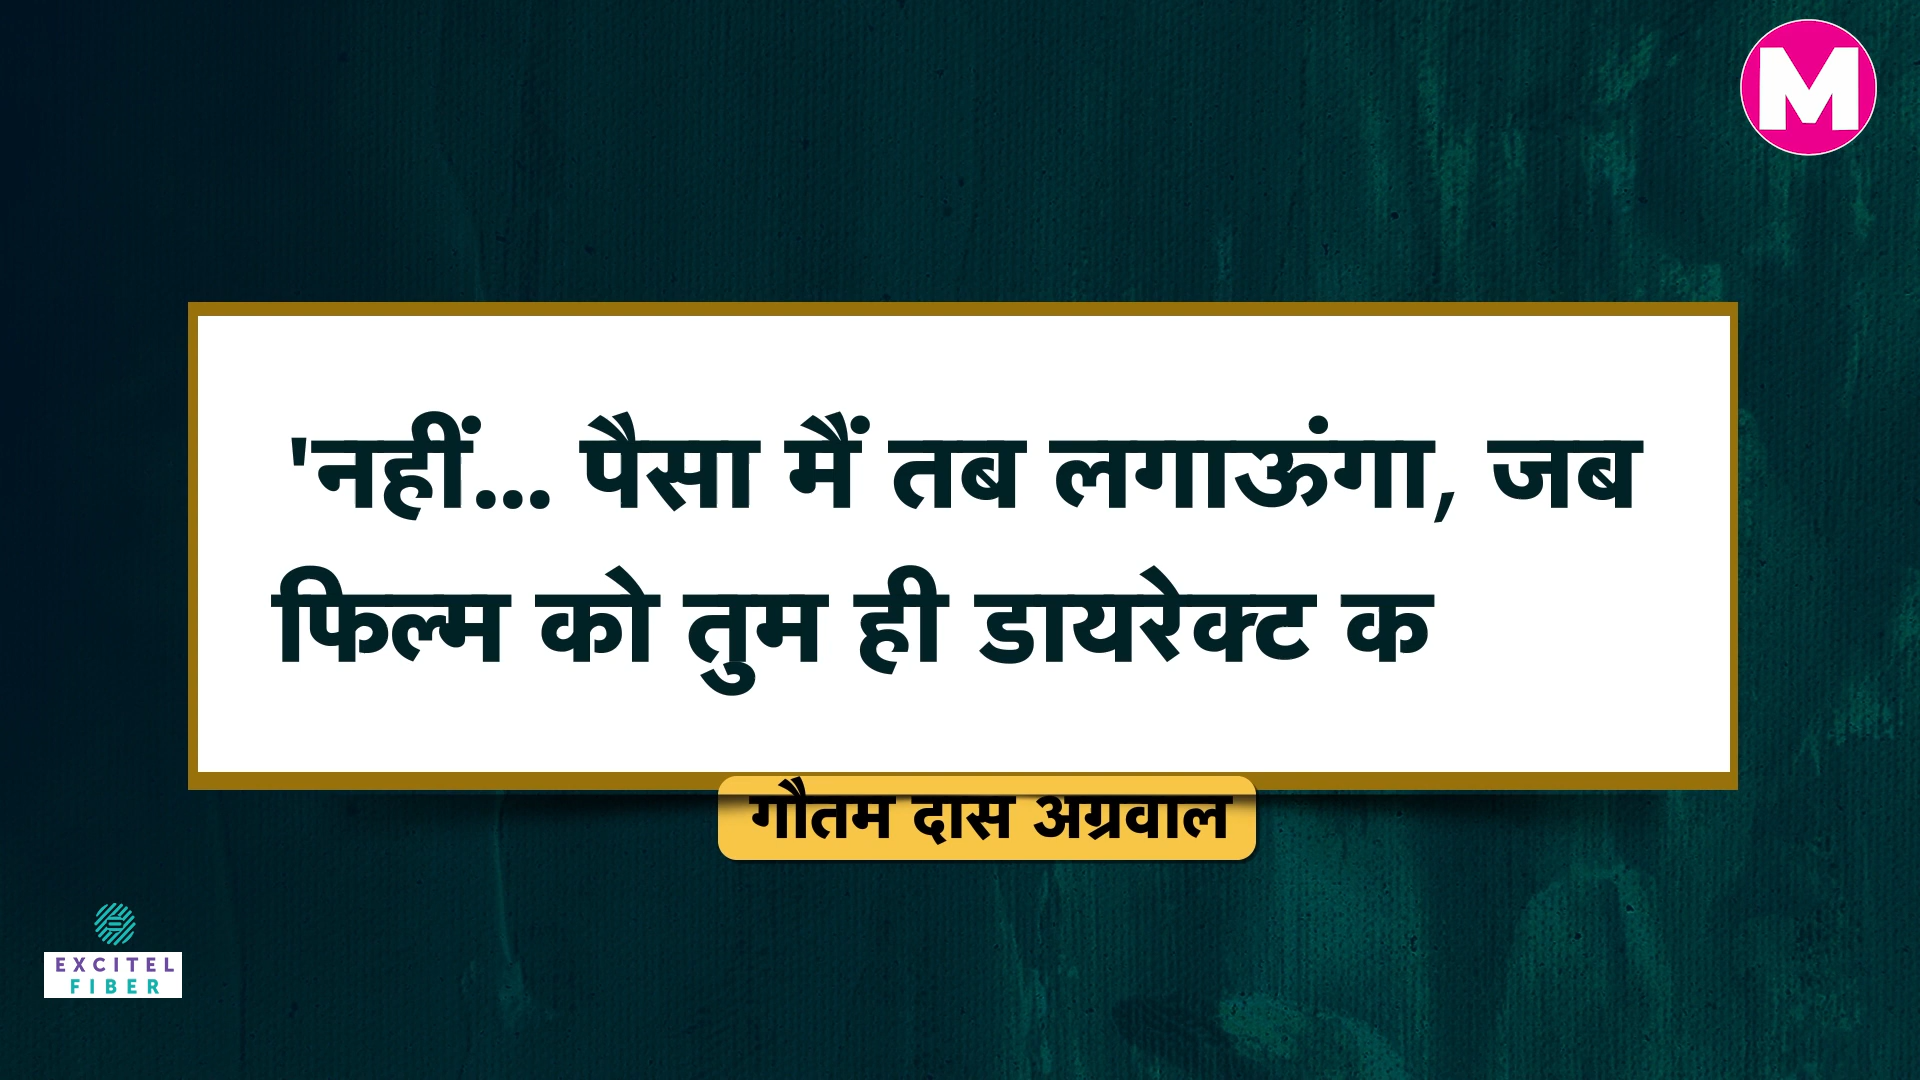 M
'नहीं... पैसा मैं तब लगाऊंगा, जब
फिल्म को तुम ही डायरेक्ट क
गौतम दास अग्रवाल
EXCITEL
FIBER